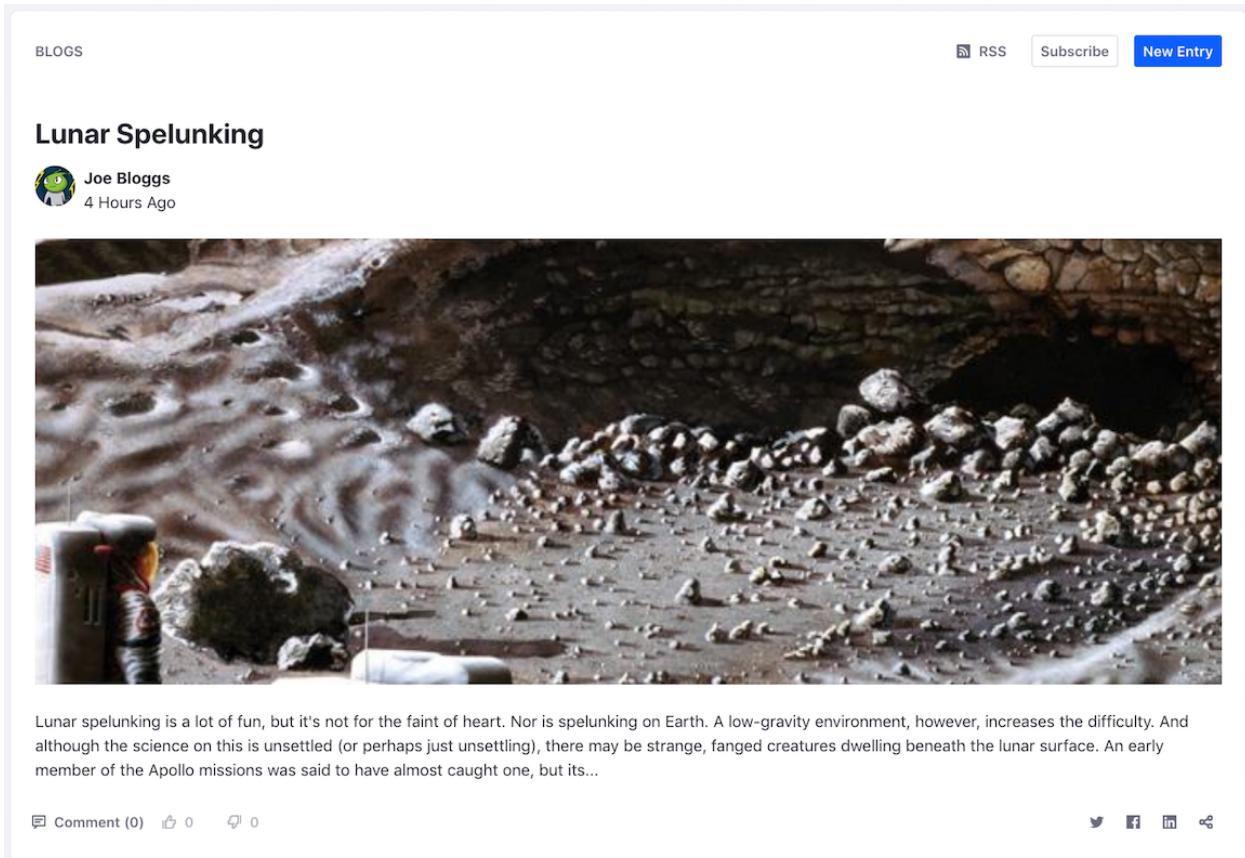 BLOGS
RSS
Subscribe
New Entry
Lunar Spelunking
Joe Bloggs
4 Hours Ago
Lunar spelunking is a lot of fun, but it's not for the faint of heart. Nor is spelunking on Earth. A low-gravity environment, however, increases the difficulty. And
although the science on this is unsettled (or perhaps just unsettling), there may be strange, fanged creatures dwelling beneath the lunar surface. An early
member of the Apollo missions was said to have almost caught one, but its...
Comment (0)
0
0